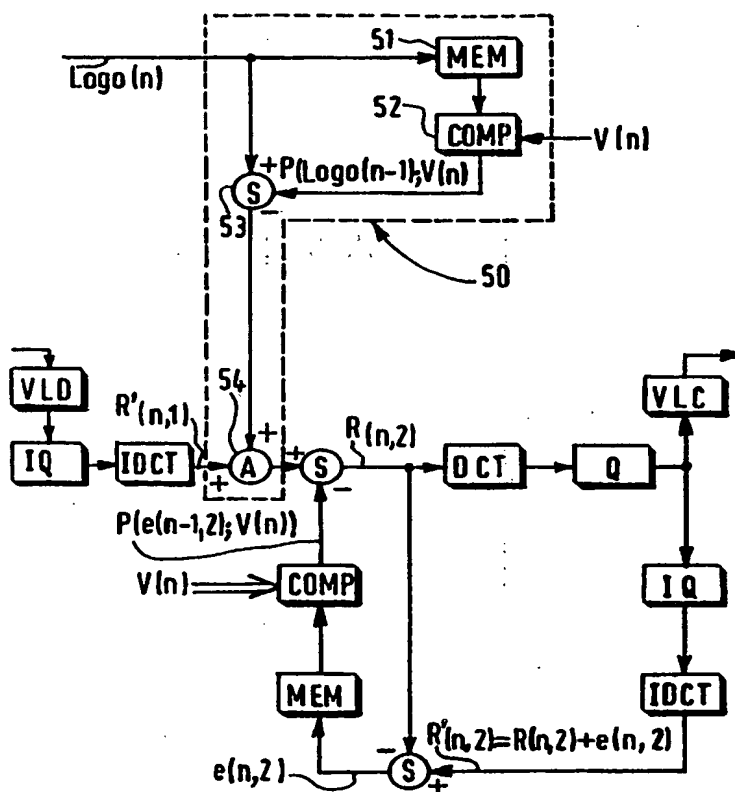 51
MEM
Logo(n)
52
COMP
V(n)
+
P(Logo(n-1);V(n)
S
53
-
50
54
VLD
R'(n,1)
+
+
R(n,2)
VLC
IQ
IDCT
A
S
DCT
Q
+
-
P(e(n-1,2);V(n))
V(n)
COMP
IQ
MEM
IDCT
-
R'(n,2)=R(n,2)+e(n,2)
e(n,2)
S
+